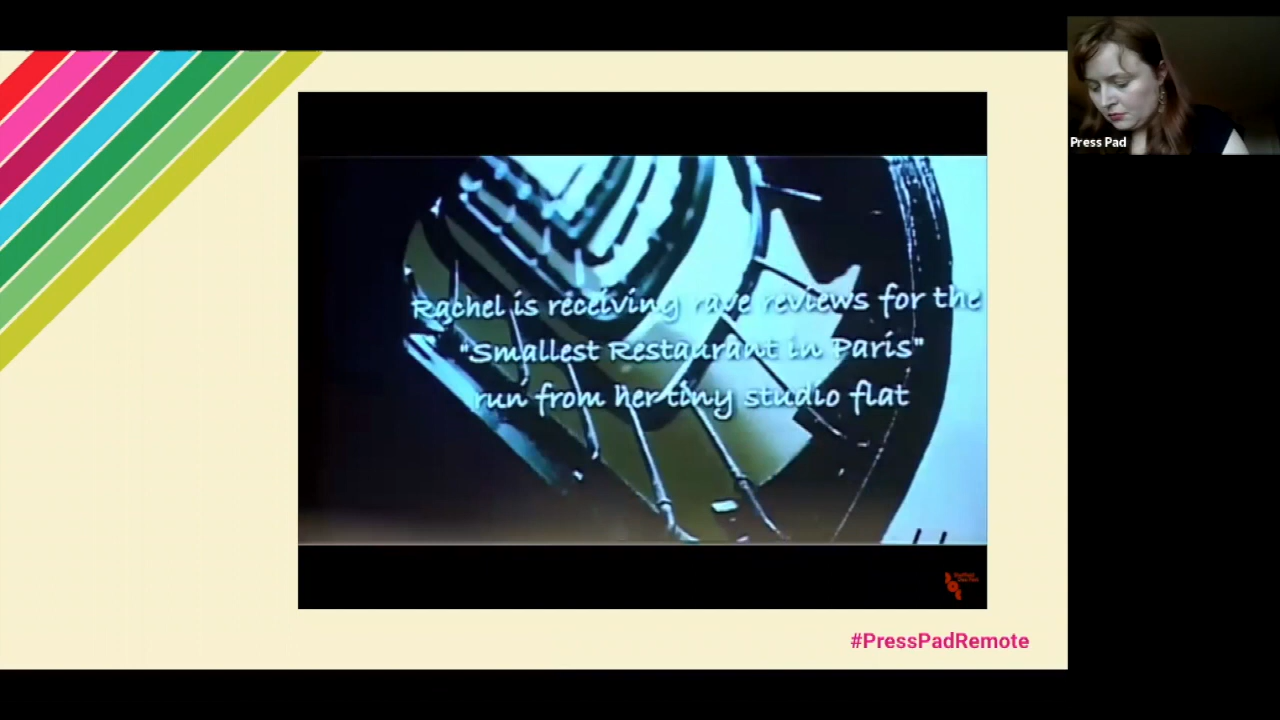 Press Pad
Rachel is receiving rave reviews for the
"Smallest Restaurant in Paris"
run from her tiny studio flat
#PressPadRemote